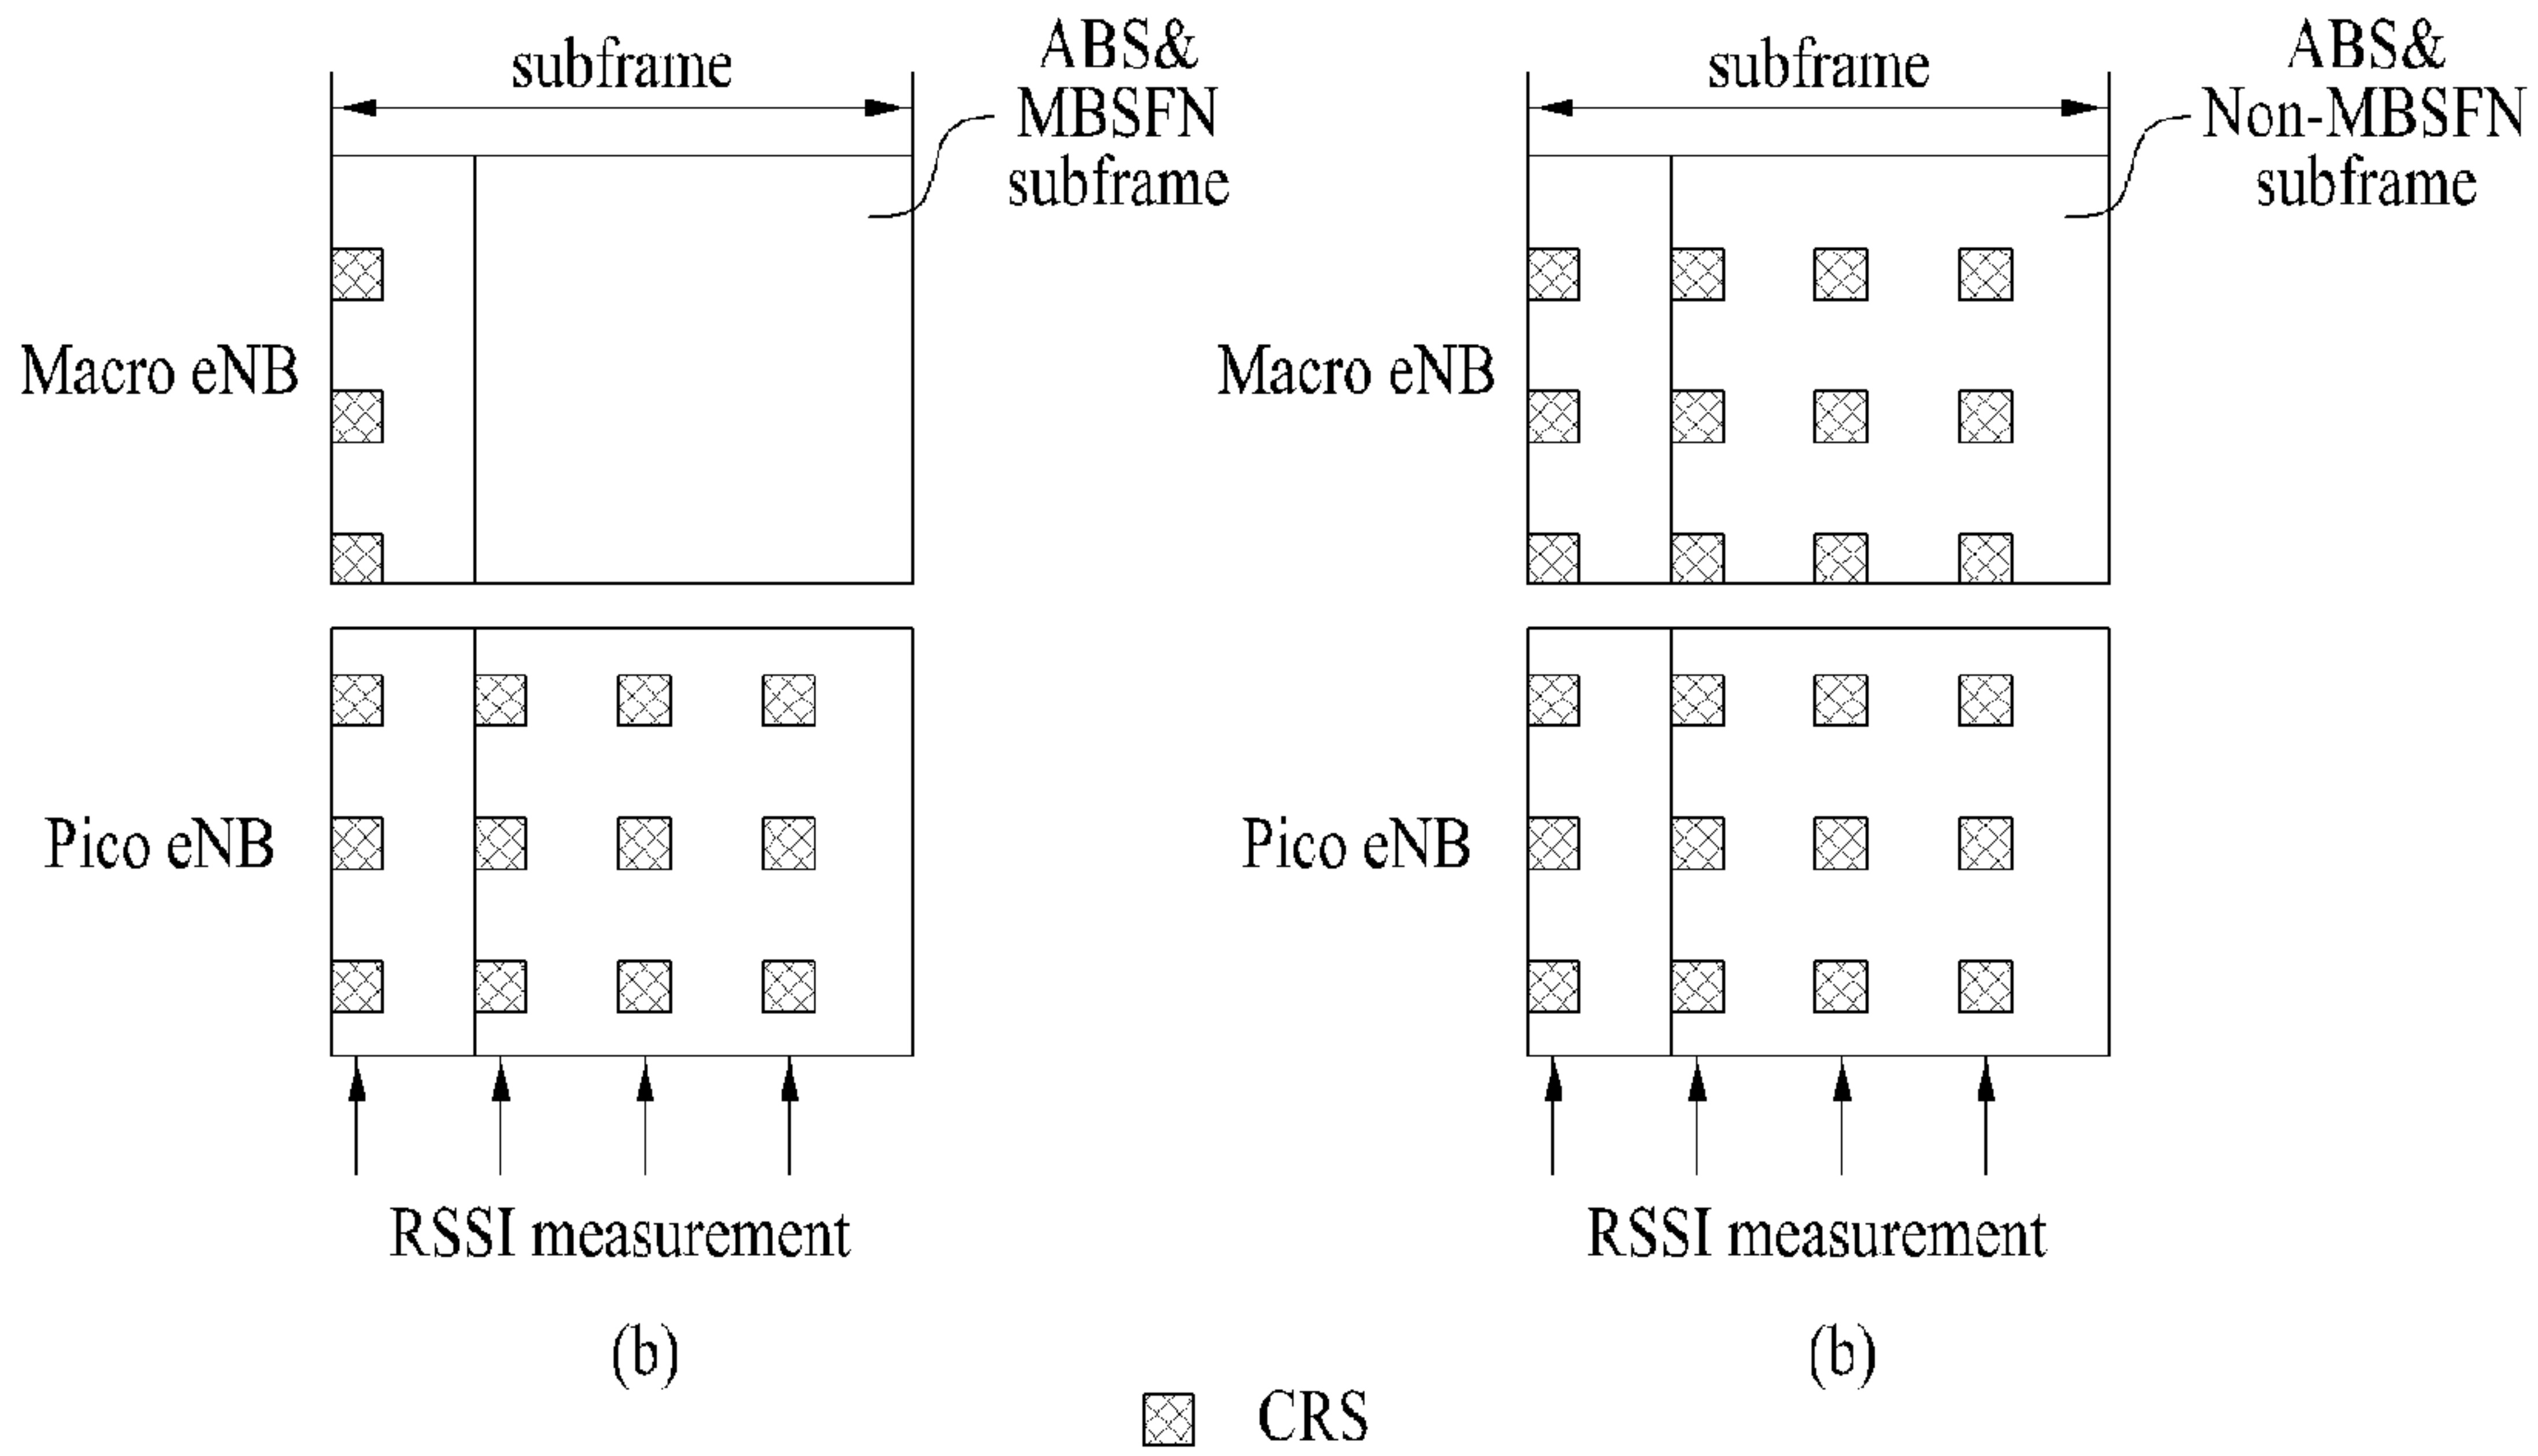 subframe
ABS&
MBSFN
subframe
Macro eNB
Pico eNB
RSSI measurement
(b)
subframe
ABS&
Non-MBSFN
subframe
Macro eNB
Pico eNB
RSSI measurement
(b)
CRS